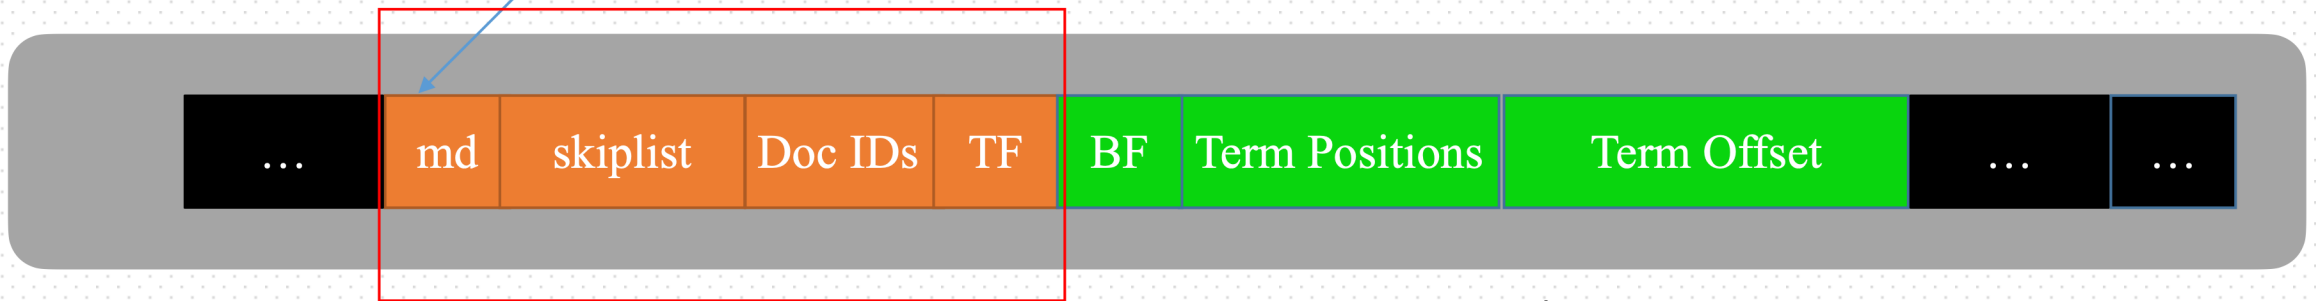 ... md skiplist Doc IDs TF BF Term Positions Term Offset ... ...